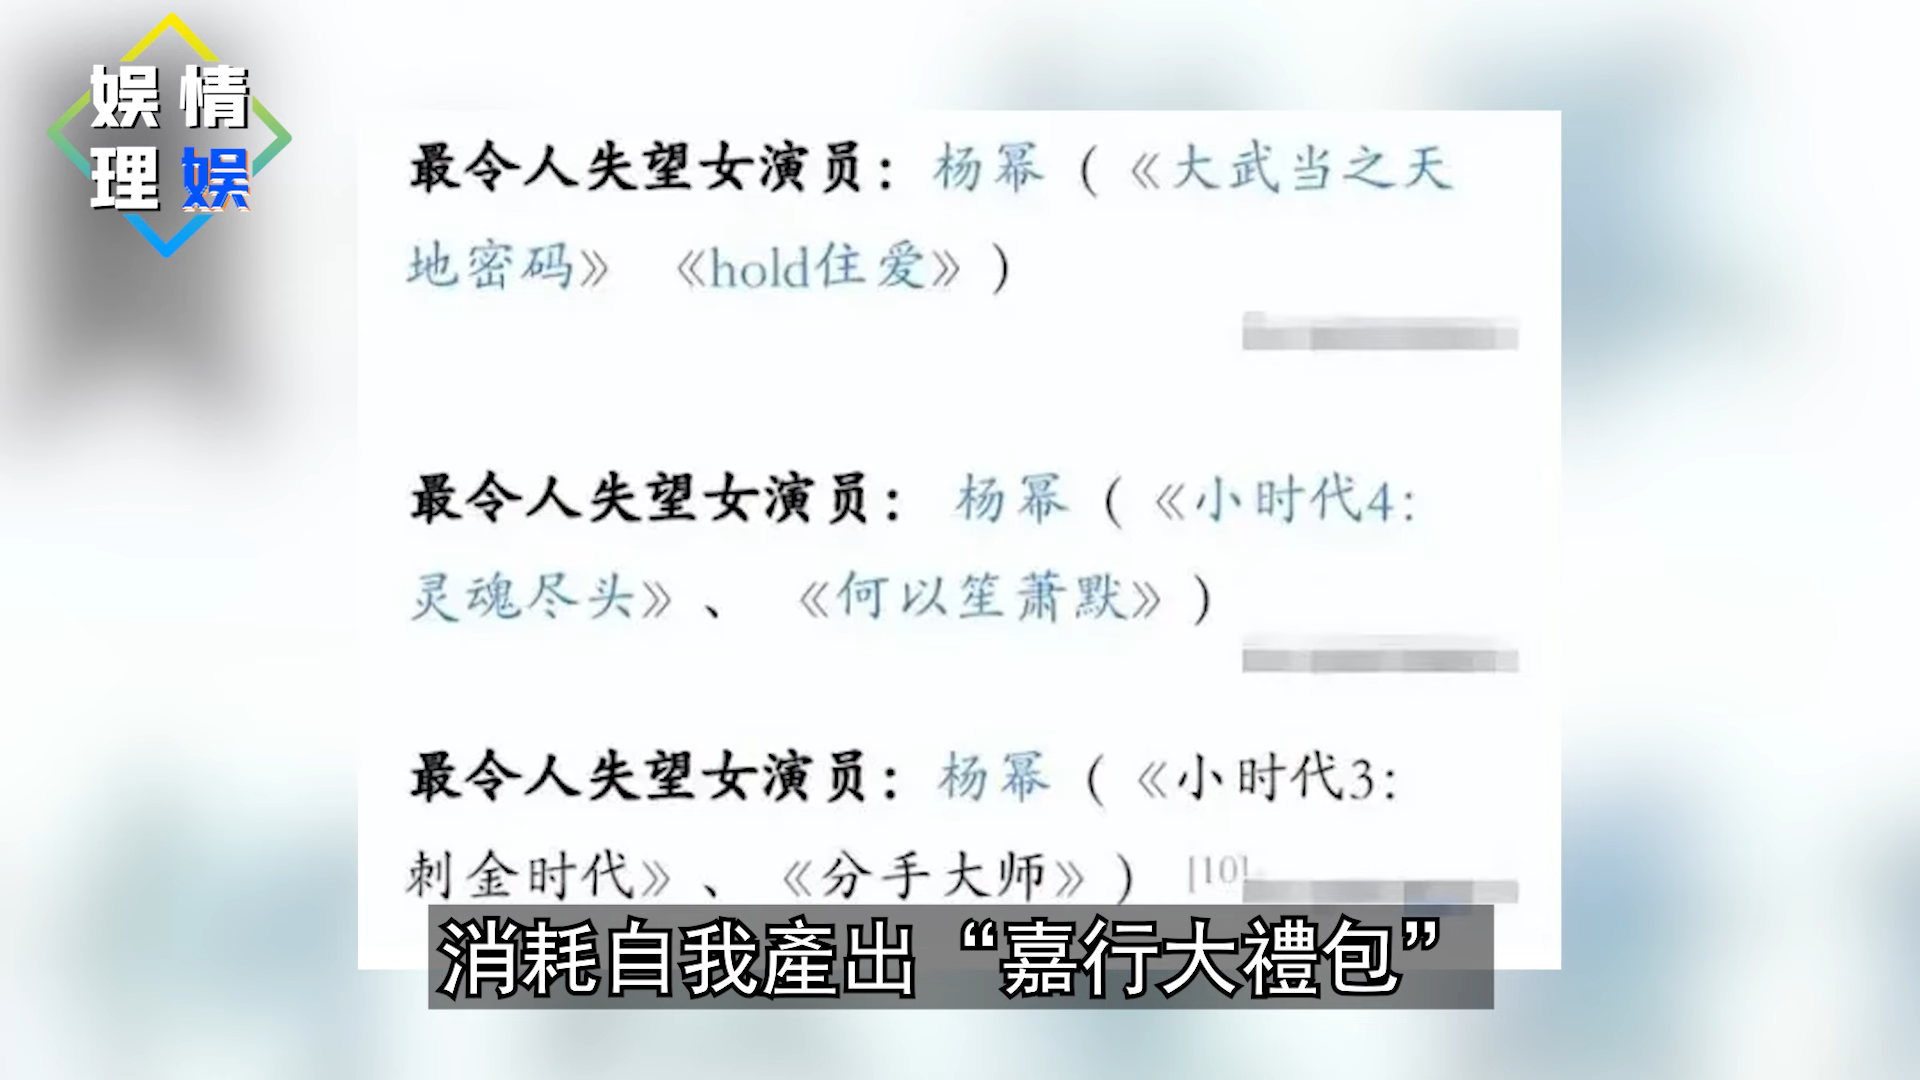 娱情
理娱
最令人失望女演员：杨幂（《大武当之天
地密码》 《hold住爱》）
最令人失望女演员： 杨幂（《小时代4：
灵魂尽头》、 《何以笙萧默》）
最令人失望女演员：杨幂（《小时代3：
刺金时代》、《分手大师》） [10]
消耗自我產出“嘉行大禮包”